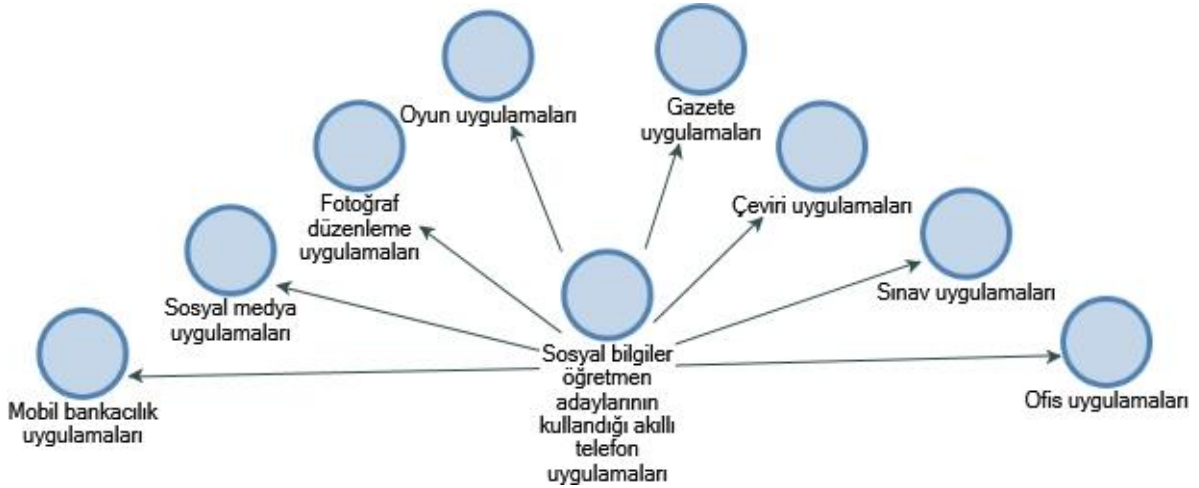 Oyun uygulamaları
Gazete
uygulamaları
Fotoğraf
düzenleme
uygulamaları
Çeviri uygulamaları
Sosyal medya
uygulamaları
Sınav uygulamaları
Mobil bankacılık
uygulamaları
Sosyal bilgiler
öğretmen
adaylarının
kullandığı akıllı
telefon
uygulamaları
Ofis uygulamaları